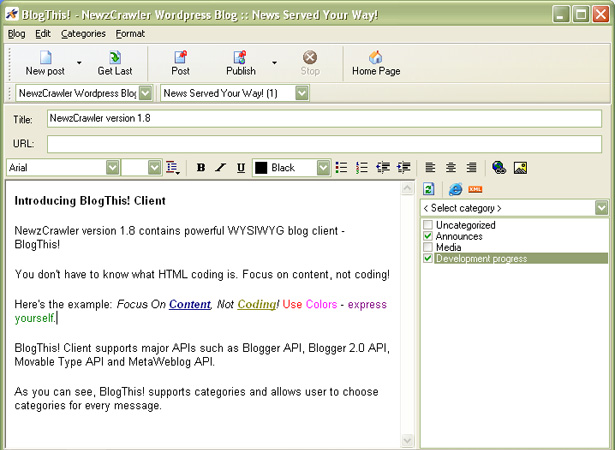 BlogThis! - NewzCrawler Wordpress Blog :: News Served Your Way!
Blog Edit Categories Format
New post Get Last Post Publish Stop Home Page
NewzCrawler Wordpress Blog News Served Your Way! (1)
Title: NewzCrawler version 1.8
URL:
Arial B I U Black
XML
Introducing BlogThis! Client
< Select category >
Uncategorized
Announces
Media
Development progress
NewzCrawler version 1.8 contains powerful WYSIWYG blog client -
BlogThis!
You don't have to know what HTML coding is. Focus on content, not coding!
Here's the example: Focus On Content, Not Coding! Use Colors - express
yourself.
BlogThis! Client supports major APIs such as Blogger API, Blogger 2.0 API,
Movable Type API and MetaWeblog API.
As you can see, BlogThis! supports categories and allows user to choose
categories for every message.